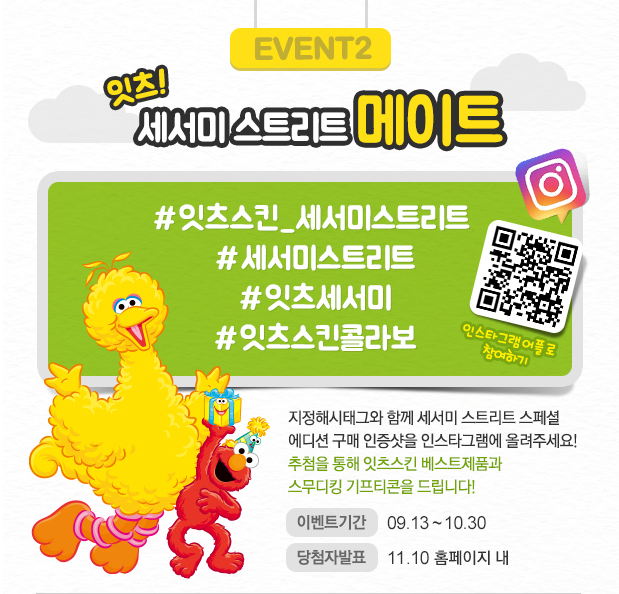 EVENT2
잇츠!
세서미 스트리트 메이트
#잇츠스킨_세서미스트리트
#세서미스트리트
#잇츠세서미
#잇츠스킨콜라보
인스타그램어플로
참여하기
지정해시태그와 함께 세서미 스트리트 스페셜
에디션 구매 인증샷을 인스타그램에 올려주세요!
추첨을 통해 잇츠스킨 베스트제품과
스무디킹 기프티콘을 드립니다!
이벤트기간 09.13 ~ 10.30
당첨자발표 11.10 홈페이지 내